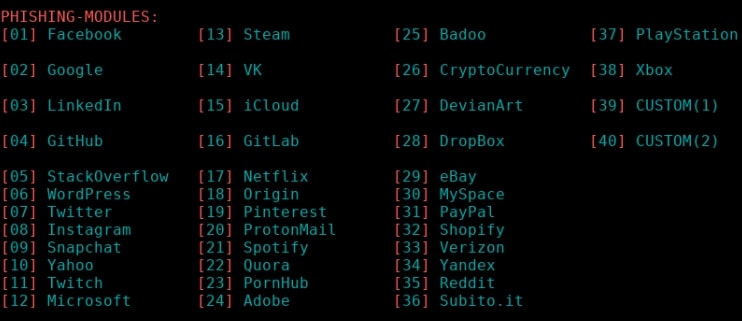 PHISHING-MODULES:
[01] Facebook [13] Steam [25] Badoo [37] PlayStation
[02] Google [14] VK [26] CryptoCurrency [38] Xbox
[03] LinkedIn [15] iCloud [27] DevianArt [39] CUSTOM(1)
[04] GitHub [16] GitLab [28] DropBox [40] CUSTOM(2)
[05] StackOverflow [17] Netflix [29] eBay
[06] WordPress [18] Origin [30] MySpace
[07] Twitter [19] Pinterest [31] PayPal
[08] Instagram [20] ProtonMail [32] Shopify
[09] Snapchat [21] Spotify [33] Verizon
[10] Yahoo [22] Quora [34] Yandex
[11] Twitch [23] PornHub [35] Reddit
[12] Microsoft [24] Adobe [36] Subito.it